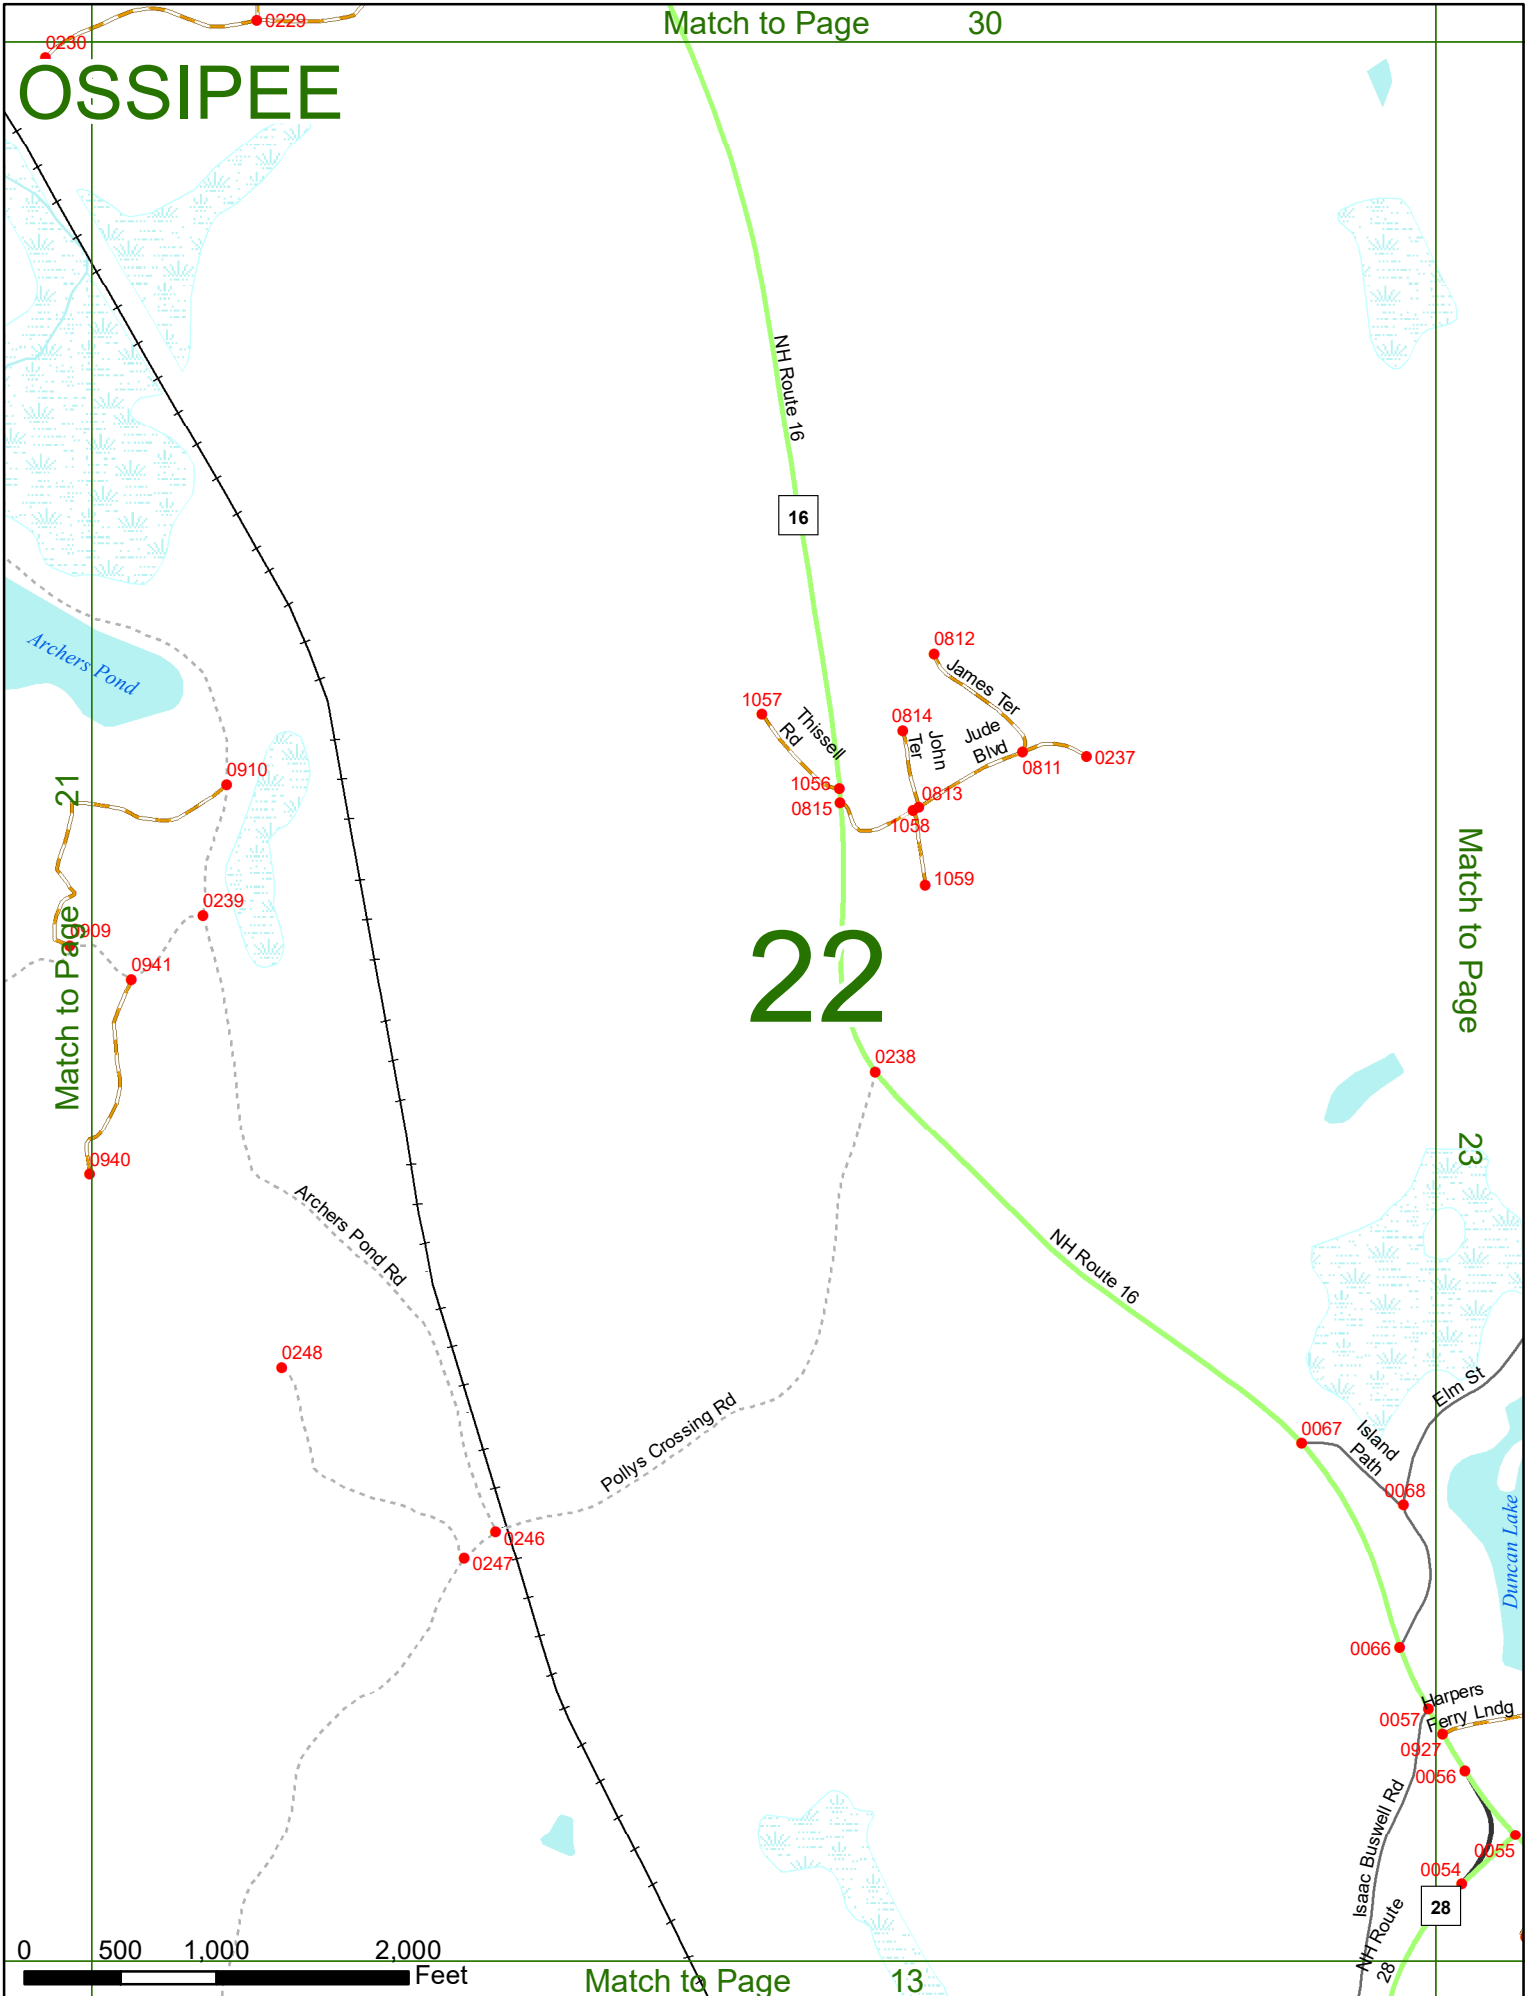 Match to Page 30
0229
0230
OSSIPEE
NH Route 16
16
Archers Pond
0812
James Ter
1057
Thissell
Rd
0814
John
Ter
Jude
Blvd
0811
0237
0910
1056
0815
0813
1058
1059
Match to Page 21
0239
0909
0941
22
Match to Page 23
0238
0940
Archers Pond Rd
NH Route 16
0248
Elm St
Pollys Crossing Rd
0067
Island
Path
0068
0246
0247
Duncan Lake
0066
Harpers
Ferry Lndg
0057
0927
0056
Isaac Buswell Rd
0055
0054
28
NH Route
28
0 500 1,000 2,000
Feet
Match to Page 13